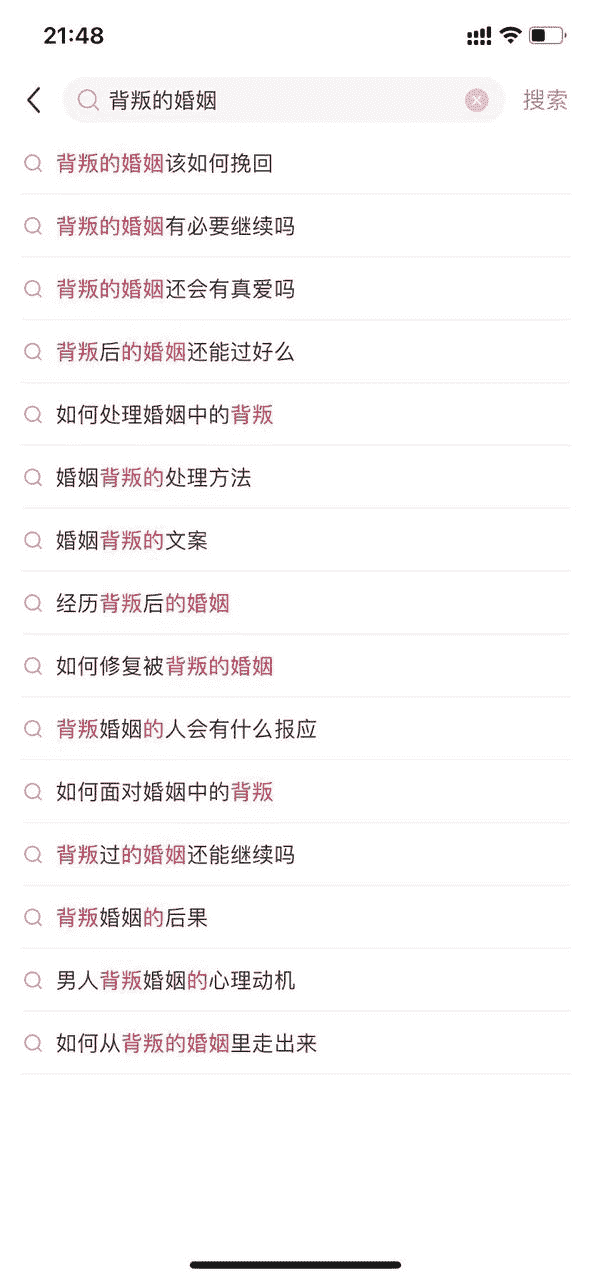 21:48
背叛的婚姻 搜索
背叛的婚姻该如何挽回
背叛的婚姻有必要继续吗
背叛的婚姻还会有真爱吗
背叛后的婚姻还能过好么
如何处理婚姻中的背叛
婚姻背叛的处理方法
婚姻背叛的文案
经历背叛后的婚姻
如何修复被背叛的婚姻
背叛婚姻的人会有什么报应
如何面对婚姻中的背叛
背叛过的婚姻还能继续吗
背叛婚姻的后果
男人背叛婚姻的心理动机
如何从背叛的婚姻里走出来